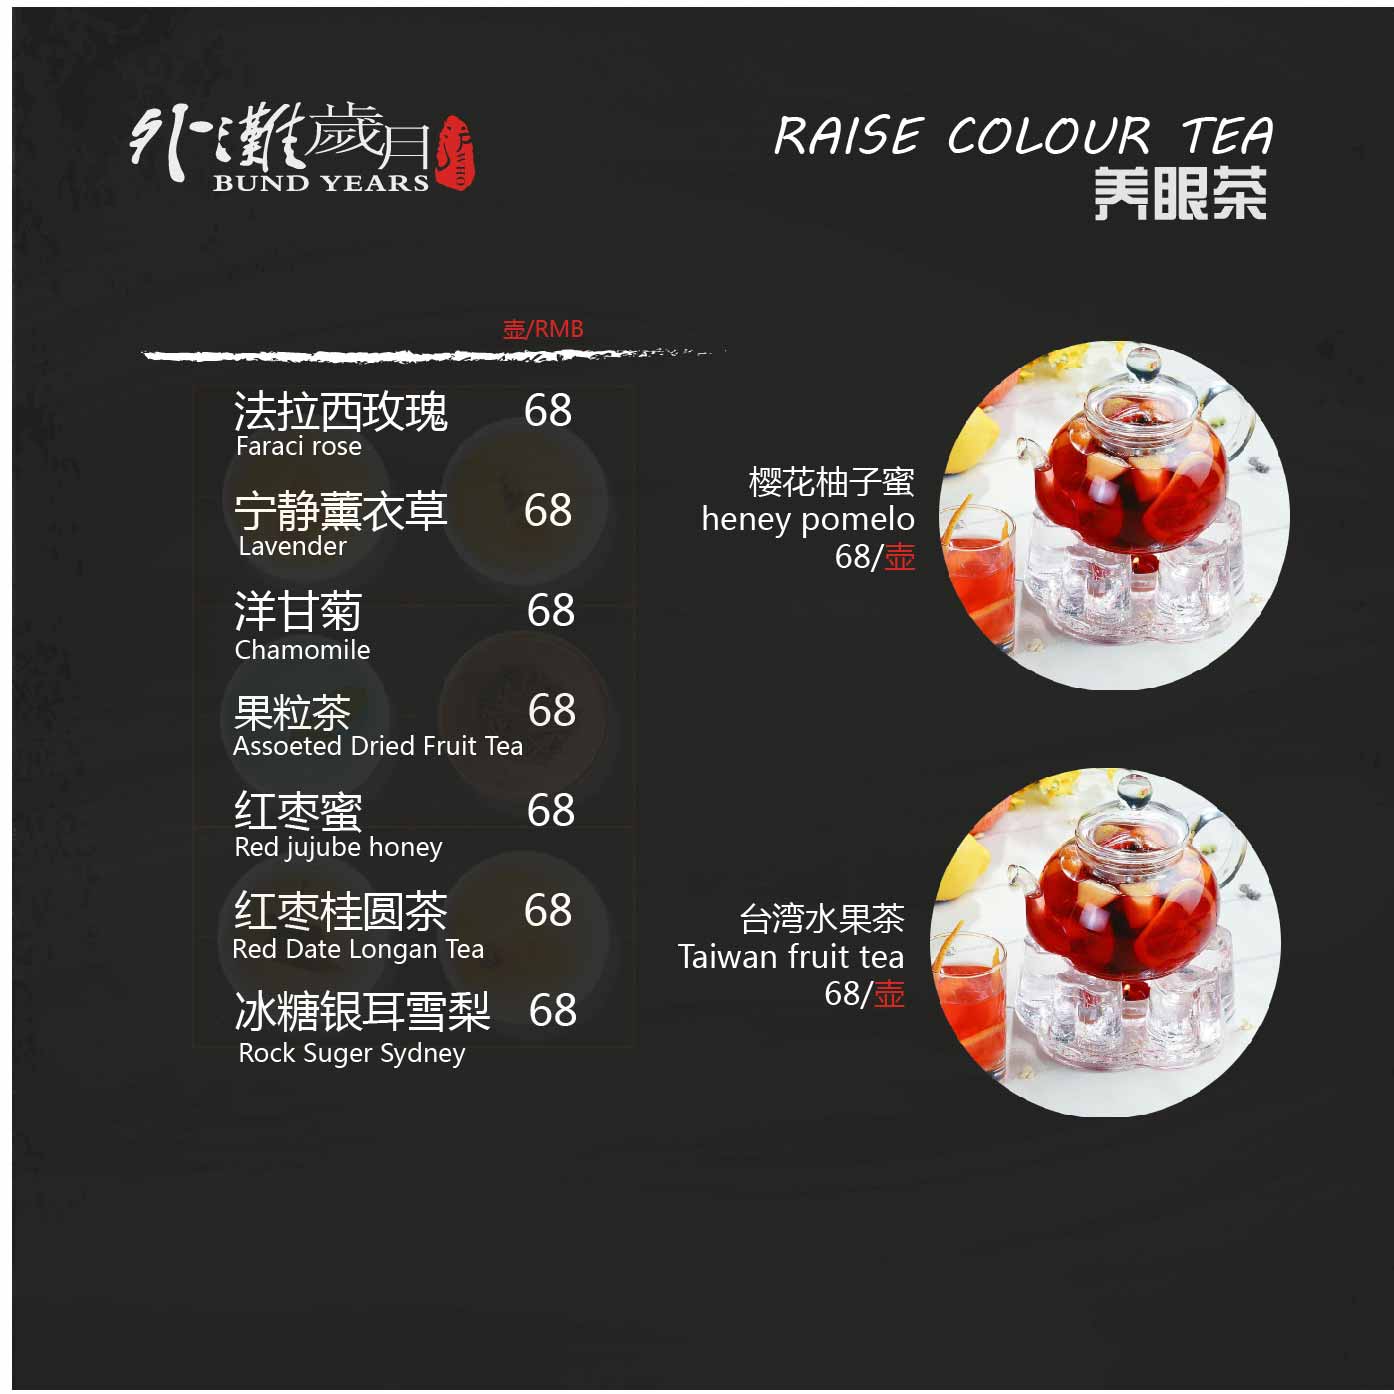 外灘歲月
BUND YEARS
RAISE COLOUR TEA
养眼茶
壶/RMB
法拉西玫瑰 68
Faraci rose
宁静薰衣草 68
Lavender
洋甘菊 68
Chamomile
果粒茶 68
Assoeted Dried Fruit Tea
红枣蜜 68
Red jujube honey
红枣桂圆茶 68
Red Date Longan Tea
冰糖银耳雪梨 68
Rock Suger Sydney
樱花柚子蜜
heney pomelo
68/壶
台湾水果茶
Taiwan fruit tea
68/壶